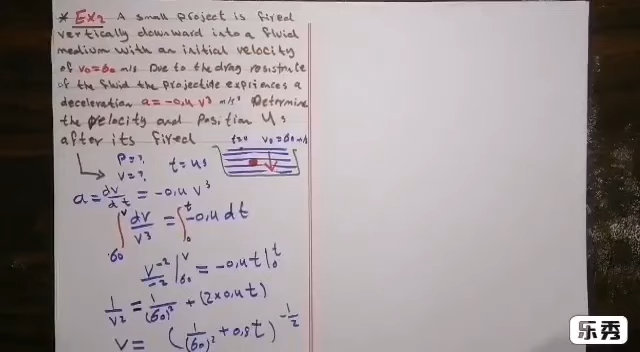 * Ex2 A small project is fired
vertically downward into a fluid
medium with an initial velocity
of v0=60 m/s Due to the drag resistance
of the fluid the projectile expriences a
deceleration a=-0,4 v³ m/s² Determine
the velocity and position 4 s
after its fired
t=0 v0=60 m/s
P=?
v=? t=4s
a=dv/dt=-0,4 v³
∫ dv/v³ = ∫ -0,4 dt
v⁻²/-2 |60 v = -0,4 t |0 t
1/v² = 1/(60)² + (2×0,4 t)
v= (1/(60)² + 0,8 t)^-1/2
乐秀